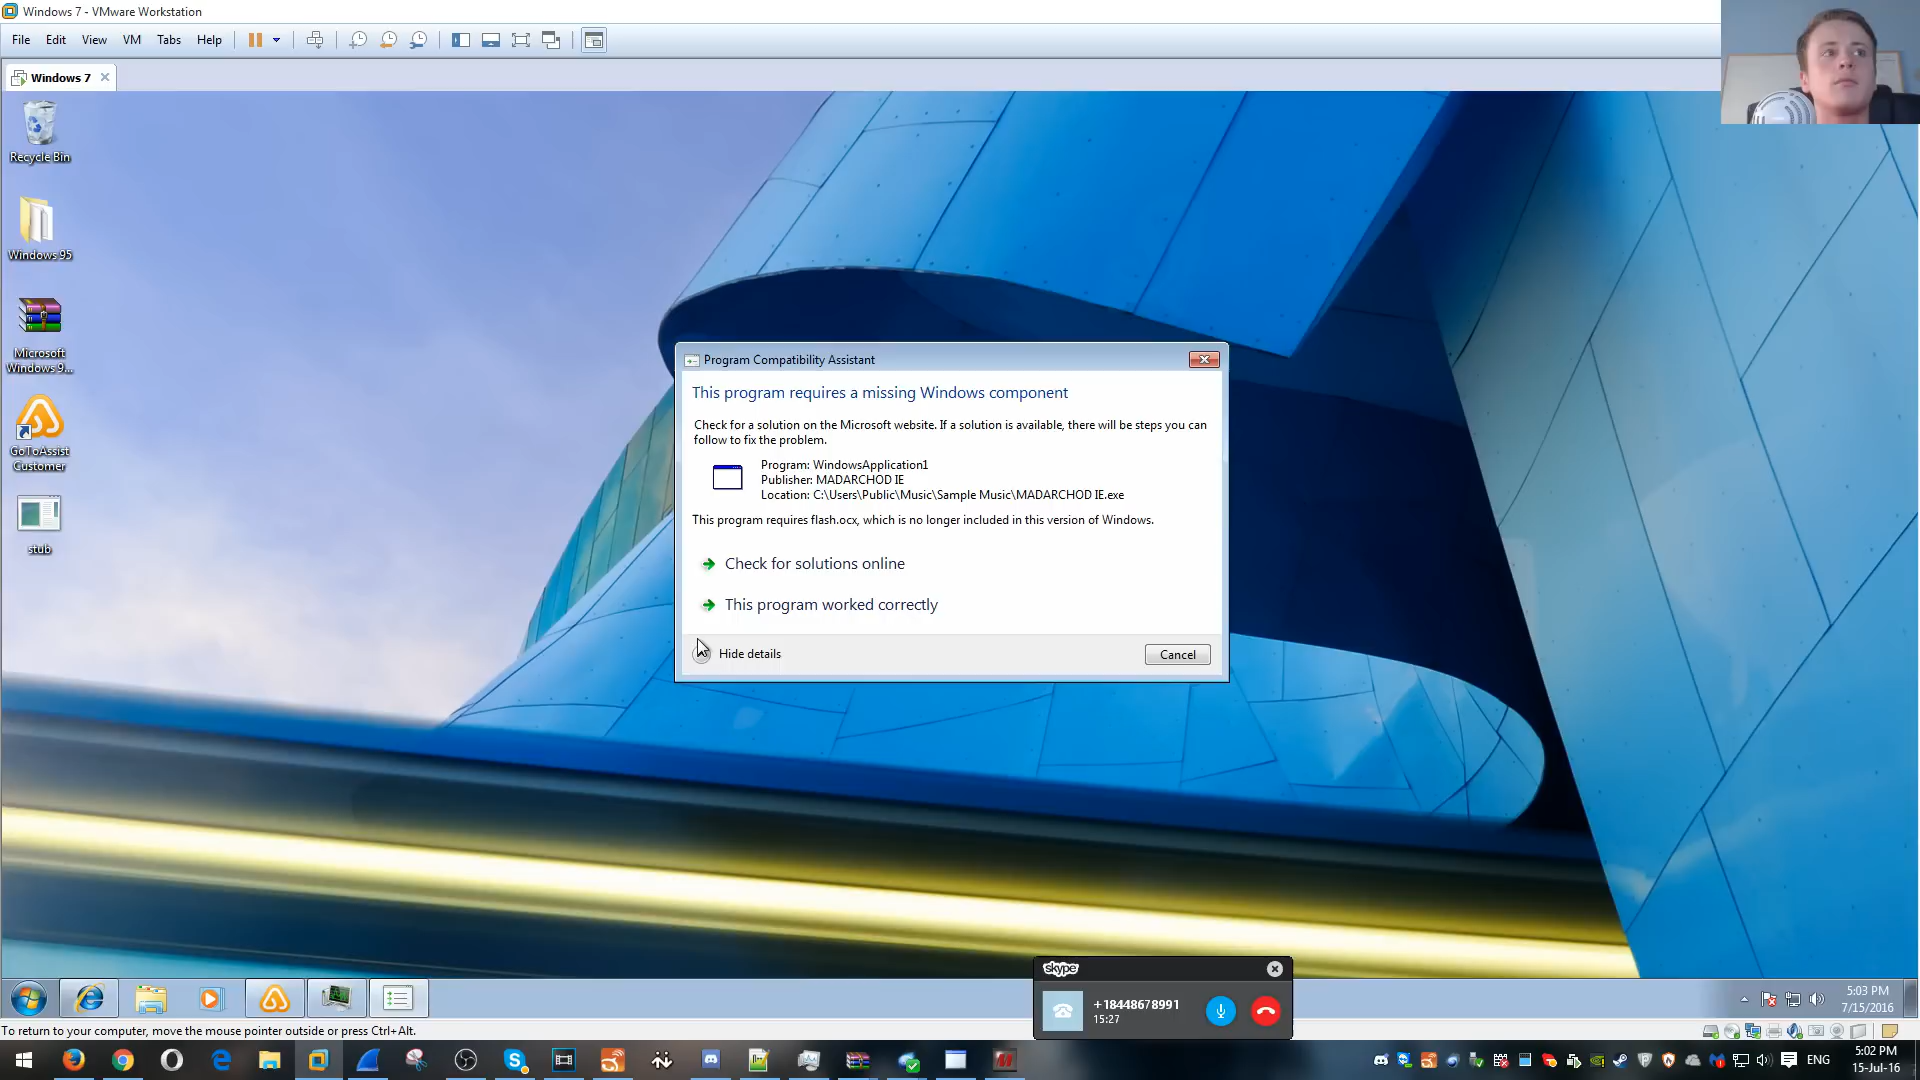 Windows 7 - VMware Workstation
File Edit View VM Tabs Help
Windows 7
Recycle Bin
Windows 95
Microsoft
Windows 9...
GoToAssist
Customer
stub
Program Compatibility Assistant
This program requires a missing Windows component
Check for a solution on the Microsoft website. If a solution is available, there will be steps you can
follow to fix the problem.
Program: WindowsApplication1
Publisher: MADARCHOD IE
Location: C:\Users\Public\Music\Sample Music\MADARCHOD IE.exe
This program requires flash.ocx, which is no longer included in this version of Windows.
Check for solutions online
This program worked correctly
Hide details
Cancel
skype
+18448678991
15:27
5:03 PM
7/15/2016
To return to your computer, move the mouse pointer outside or press Ctrl+Alt.
ENG
5:02 PM
15-Jul-16